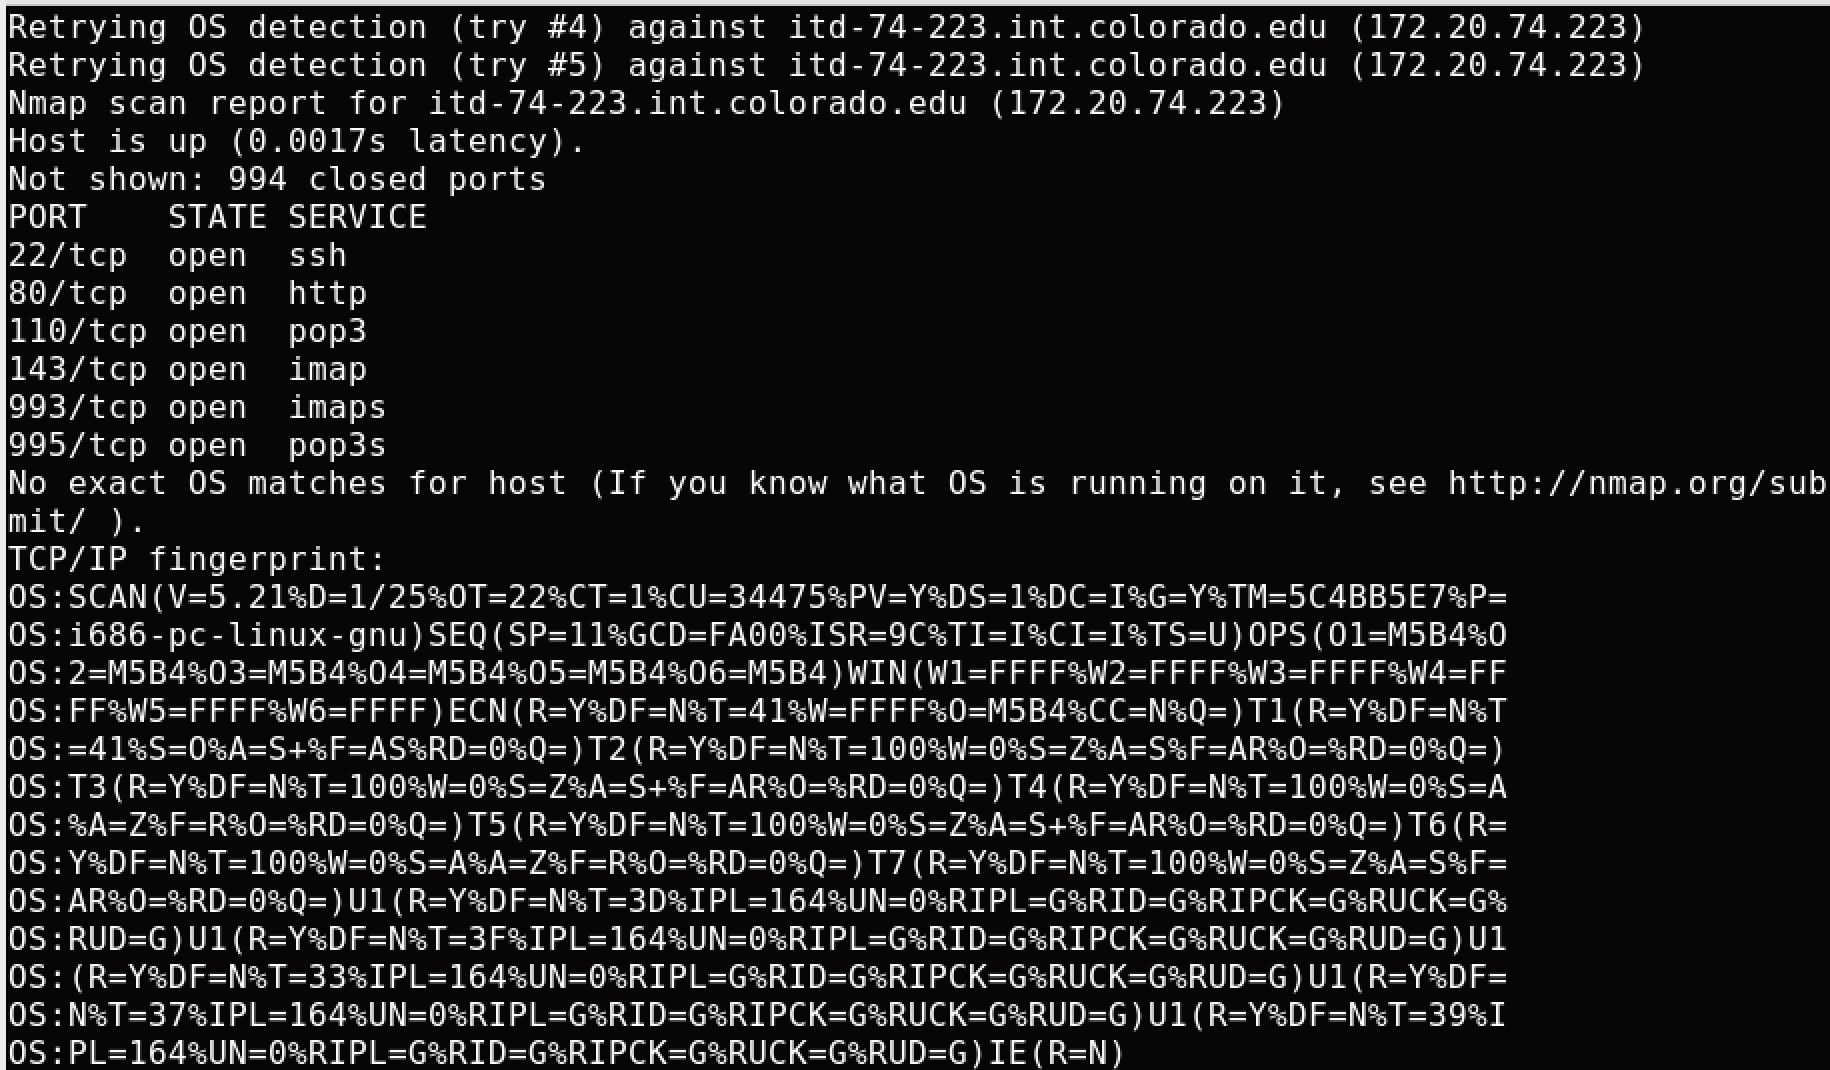 Retrying OS detection (try #4) against itd-74-223.int.colorado.edu (172.20.74.223)
Retrying OS detection (try #5) against itd-74-223.int.colorado.edu (172.20.74.223)
Nmap scan report for itd-74-223.int.colorado.edu (172.20.74.223)
Host is up (0.0017s latency).
Not shown: 994 closed ports
PORT    STATE SERVICE
22/tcp  open  ssh
80/tcp  open  http
110/tcp open  pop3
143/tcp open  imap
993/tcp open  imaps
995/tcp open  pop3s
No exact OS matches for host (If you know what OS is running on it, see http://nmap.org/sub
mit/ ).
TCP/IP fingerprint:
OS:SCAN(V=5.21%D=1/25%OT=22%CT=1%CU=34475%PV=Y%DS=1%DC=I%G=Y%TM=5C4BB5E7%P=
OS:i686-pc-linux-gnu)SEQ(SP=11%GCD=FA00%ISR=9C%TI=I%CI=I%TS=U)OPS(O1=M5B4%O
OS:2=M5B4%O3=M5B4%O4=M5B4%O5=M5B4%O6=M5B4)WIN(W1=FFFF%W2=FFFF%W3=FFFF%W4=FF
OS:FF%W5=FFFF%W6=FFFF)ECN(R=Y%DF=N%T=41%W=FFFF%O=M5B4%CC=N%Q=)T1(R=Y%DF=N%T
OS:=41%S=O%A=S+%F=AS%RD=0%Q=)T2(R=Y%DF=N%T=100%W=0%S=Z%A=S%F=AR%O=%RD=0%Q=)
OS:T3(R=Y%DF=N%T=100%W=0%S=Z%A=S+%F=AR%O=%RD=0%Q=)T4(R=Y%DF=N%T=100%W=0%S=A
OS:%A=Z%F=R%O=%RD=0%Q=)T5(R=Y%DF=N%T=100%W=0%S=Z%A=S+%F=AR%O=%RD=0%Q=)T6(R=
OS:Y%DF=N%T=100%W=0%S=A%A=Z%F=R%O=%RD=0%Q=)T7(R=Y%DF=N%T=100%W=0%S=Z%A=S%F=
OS:AR%O=%RD=0%Q=)U1(R=Y%DF=N%T=3D%IPL=164%UN=0%RIPL=G%RID=G%RIPCK=G%RUCK=G%
OS:RUD=G)U1(R=Y%DF=N%T=3F%IPL=164%UN=0%RIPL=G%RID=G%RIPCK=G%RUCK=G%RUD=G)U1
OS:(R=Y%DF=N%T=33%IPL=164%UN=0%RIPL=G%RID=G%RIPCK=G%RUCK=G%RUD=G)U1(R=Y%DF=
OS:N%T=37%IPL=164%UN=0%RIPL=G%RID=G%RIPCK=G%RUCK=G%RUD=G)U1(R=Y%DF=N%T=39%I
OS:PL=164%UN=0%RIPL=G%RID=G%RIPCK=G%RUCK=G%RUD=G)IE(R=N)